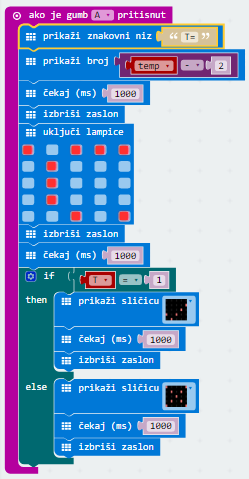 ako je gumb A pritisnut
prikaži znakovni niz “ T= ”
prikaži broj temp - 2
čekaj (ms) 1000
izbriši zaslon
uključi lampice
izbriši zaslon
čekaj (ms) 1000
if T = 1
then prikaži sličicu
čekaj (ms) 1000
izbriši zaslon
else prikaži sličicu
čekaj (ms) 1000
izbriši zaslon